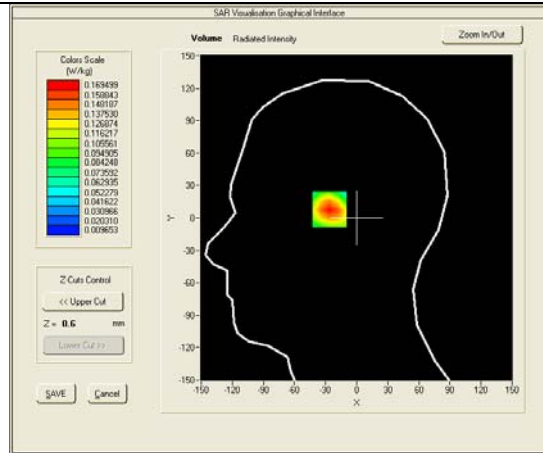 SAR Visualisation Graphical Interface
Volume Radiated Intensity
Zoom In/Out
Colors Scale
(W/kg)
0.169499
0.158843
0.148187
0.137530
0.126874
0.116217
0.105561
0.094905
0.084248
0.073592
0.062935
0.052279
0.041622
0.030966
0.020310
0.009653
Z-Cuts Control
<< Upper Cut
Z = 0.6 mm
Lower Cut >>
SAVE Cancel
150
120
90
60
30
0
-30
-60
-90
-120
-150
Y
-150 -120 -90 -60 -30 0 30 60 90 120 150
X